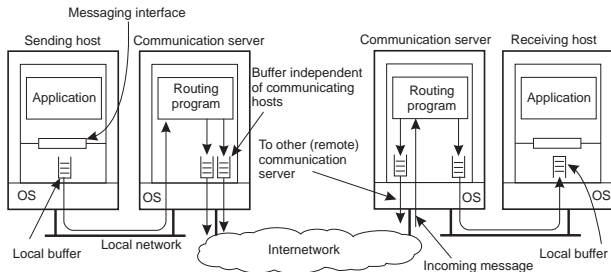 Messaging interface
Sending host
Communication server
Communication server
Receiving host
Buffer independent
of communicating
hosts
Application
Routing
program
Routing
program
Application
To other (remote)
communication
server
OS
OS
OS
OS
Local buffer
Local network
Internetwork
Incoming message
Local buffer